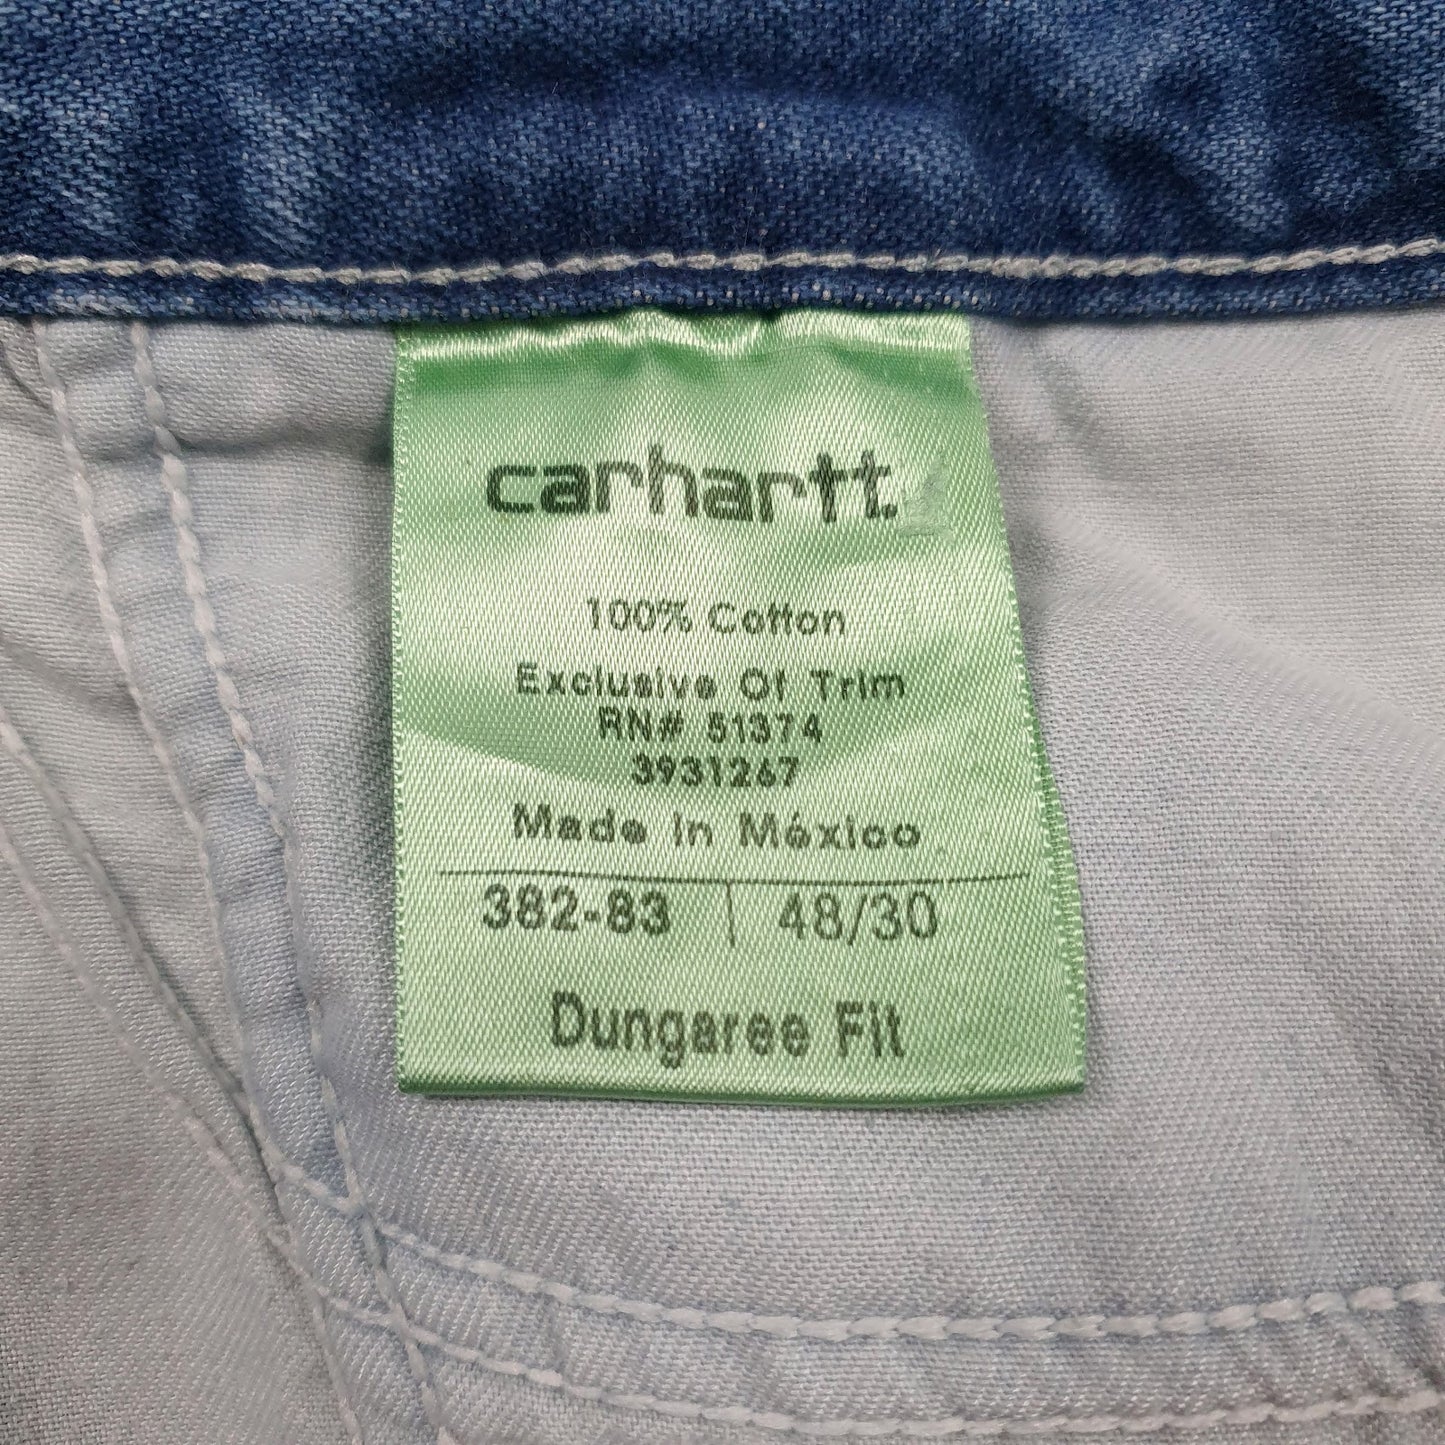 carhartt.
100% Cotton
Exclusive Of Trim
RN# 51374
3931267
Made In México
382-83 | 48/30
Dungaree Fit